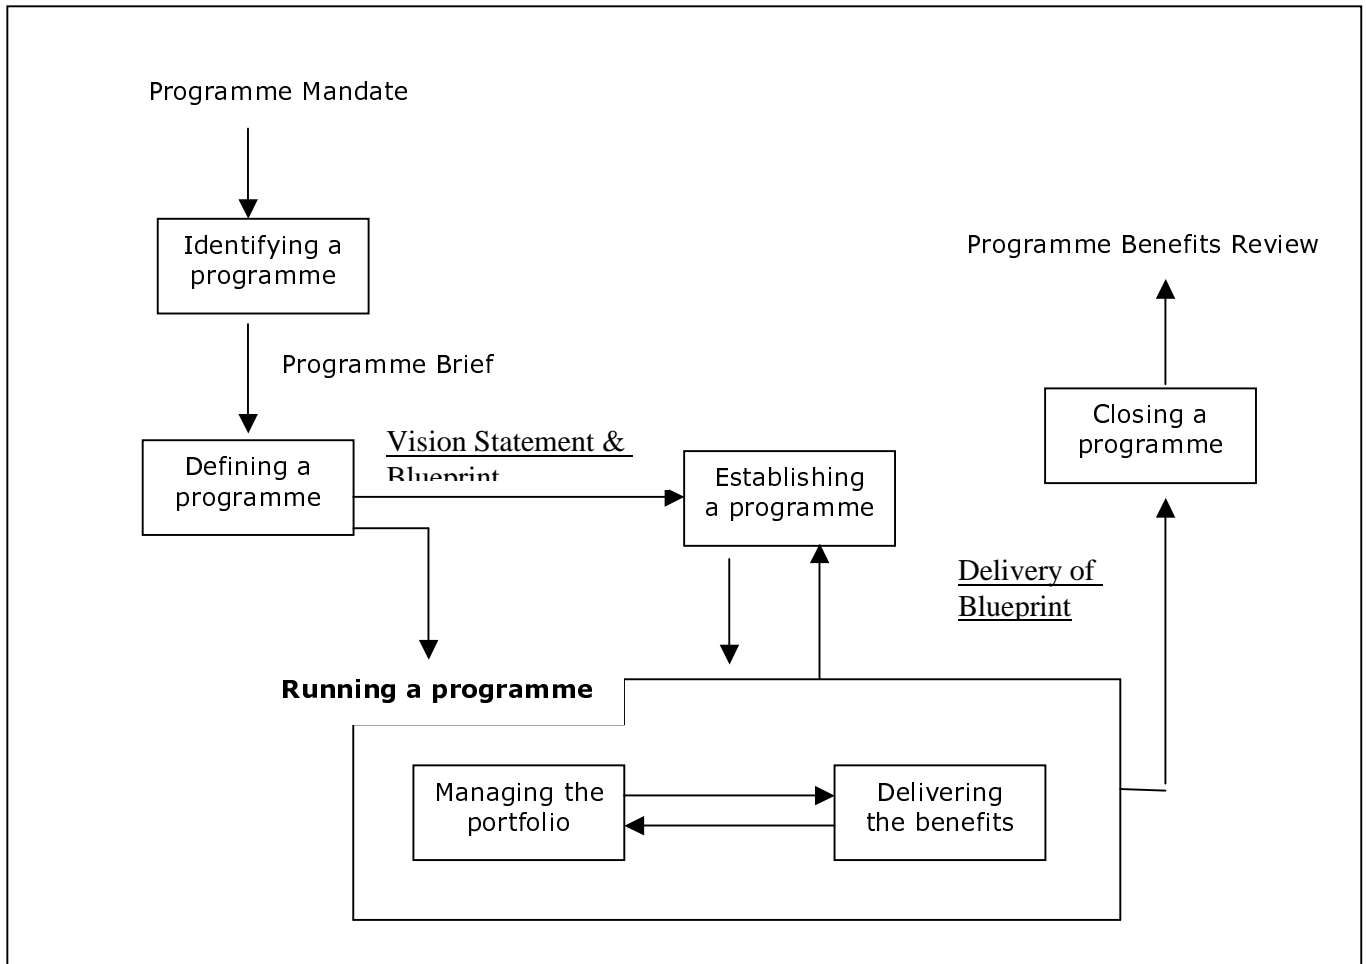 Programme Mandate
Identifying a
programme
Programme Benefits Review
Programme Brief
Closing a
programme
Vision Statement &
Blueprint
Defining a
programme
Establishing
a programme
Delivery of
Blueprint
Running a programme
Managing the
portfolio
Delivering
the benefits